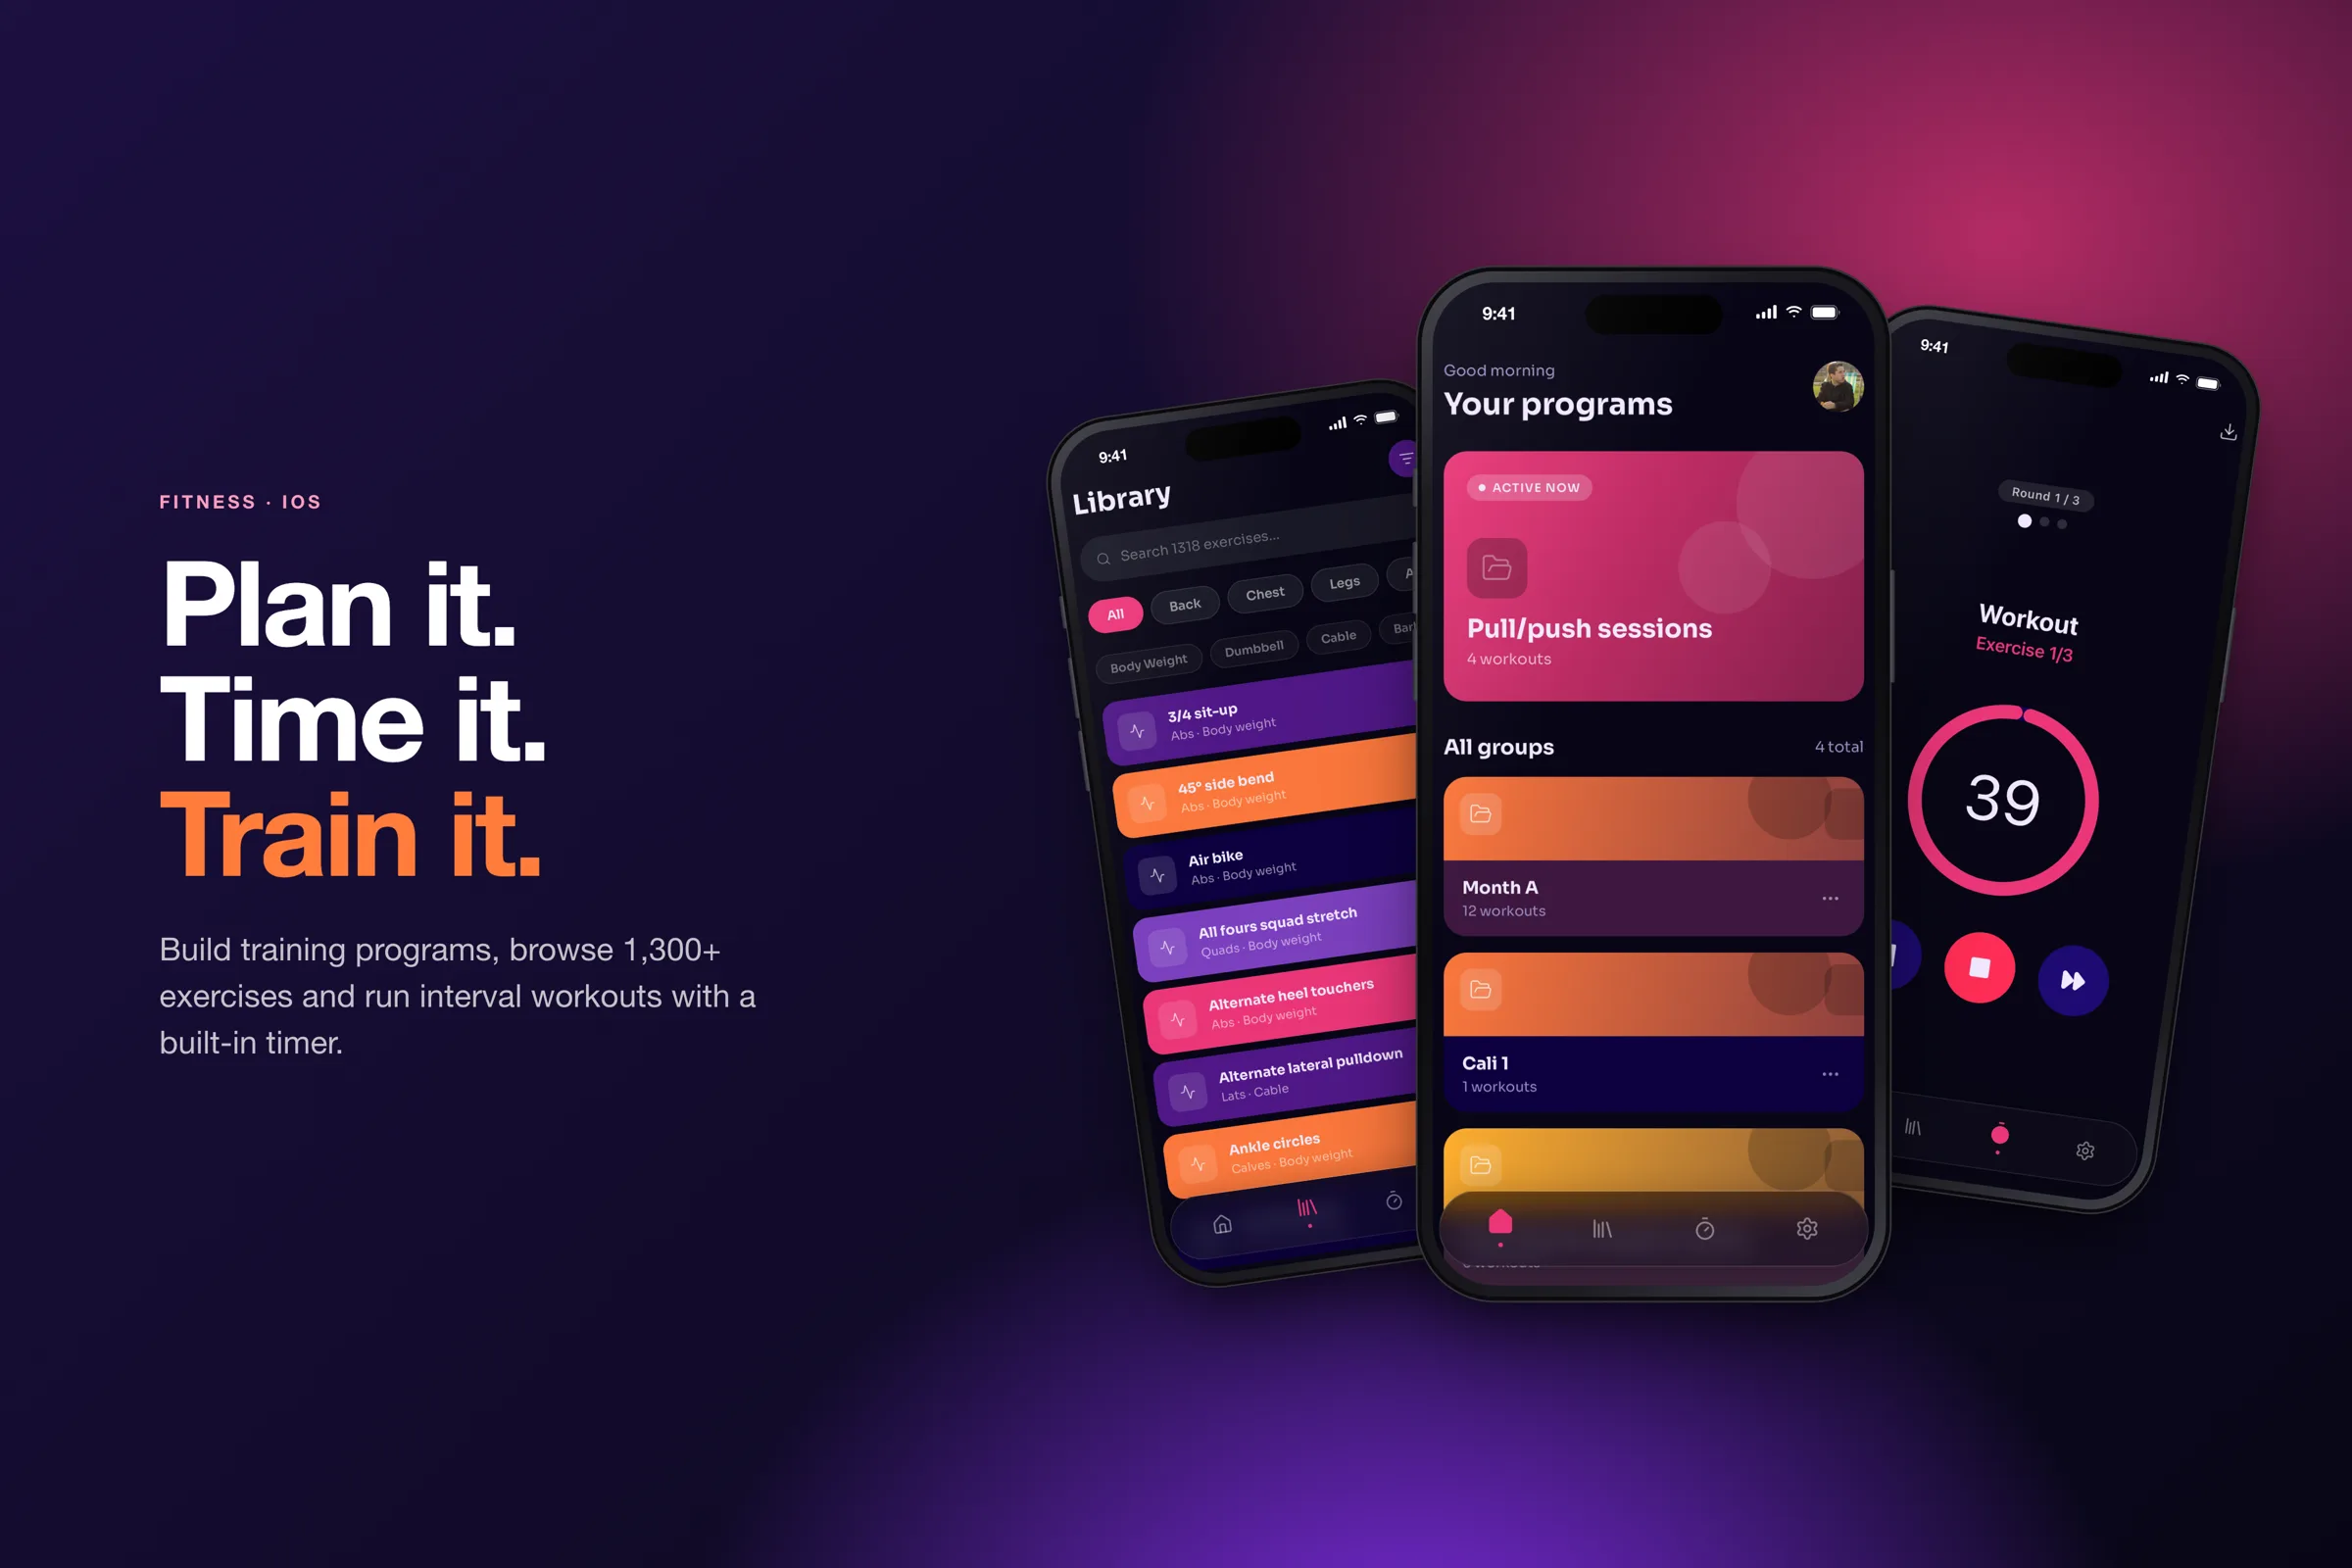 FITNESS · IOS
Plan it.
Time it.
Train it.
Build training programs, browse 1,300+
exercises and run interval workouts with a
built-in timer.
9:41
Library
Search 1318 exercises...
All
Back
Chest
Legs
Body Weight
Dumbbell
Cable
3/4 sit-up
Abs · Body weight
45° side bend
Abs · Body weight
Air bike
Abs · Body weight
All fours squad stretch
Quads · Body weight
Alternate heel touchers
Abs · Body weight
Alternate lateral pulldown
Lats · Cable
Ankle circles
Calves · Body weight
9:41
Good morning
Your programs
ACTIVE NOW
Pull/push sessions
4 workouts
All groups
4 total
Month A
12 workouts
Cali 1
1 workouts
9:41
Round 1 / 3
Workout
Exercise 1/3
39